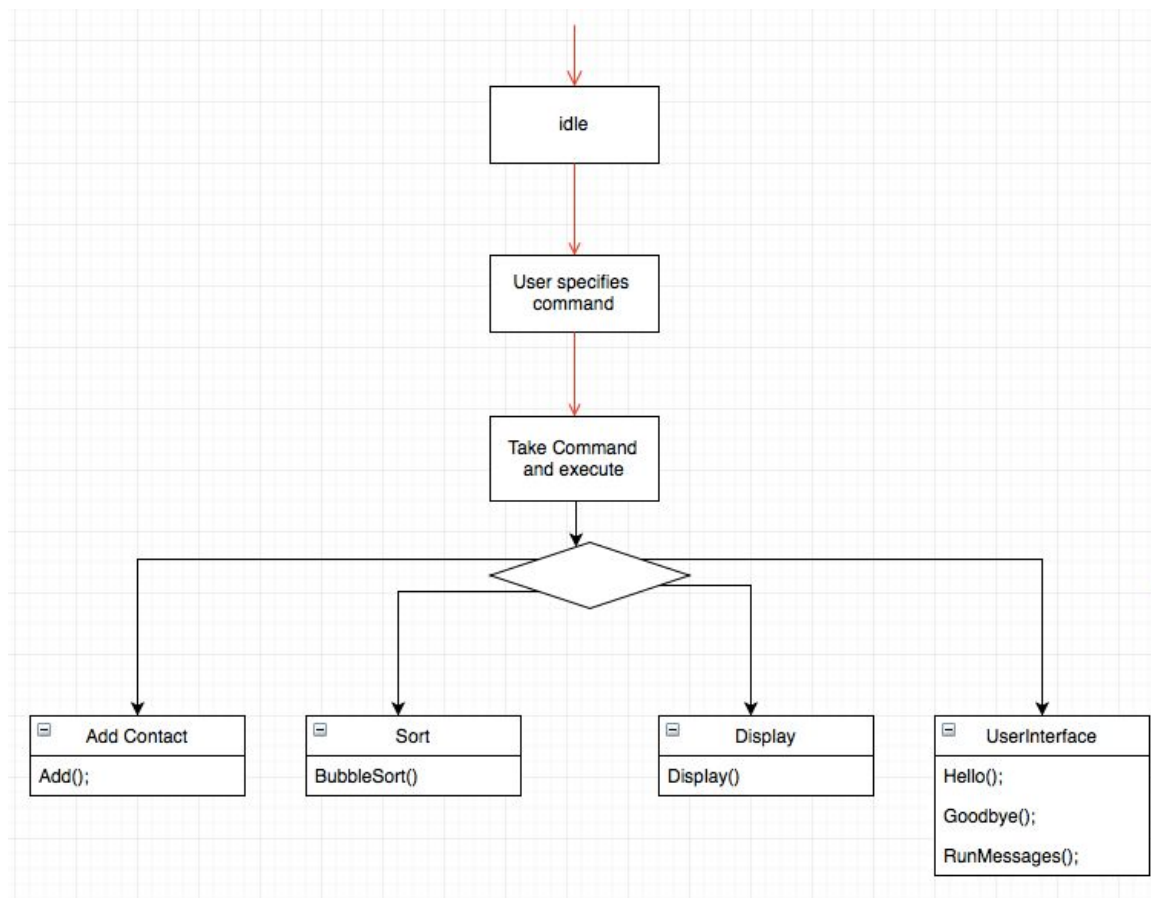 idle
User specifies
command
Take Command
and execute
Add Contact
Add();
Sort
BubbleSort()
Display
Display()
UserInterface
Hello();
Goodbye();
RunMessages();